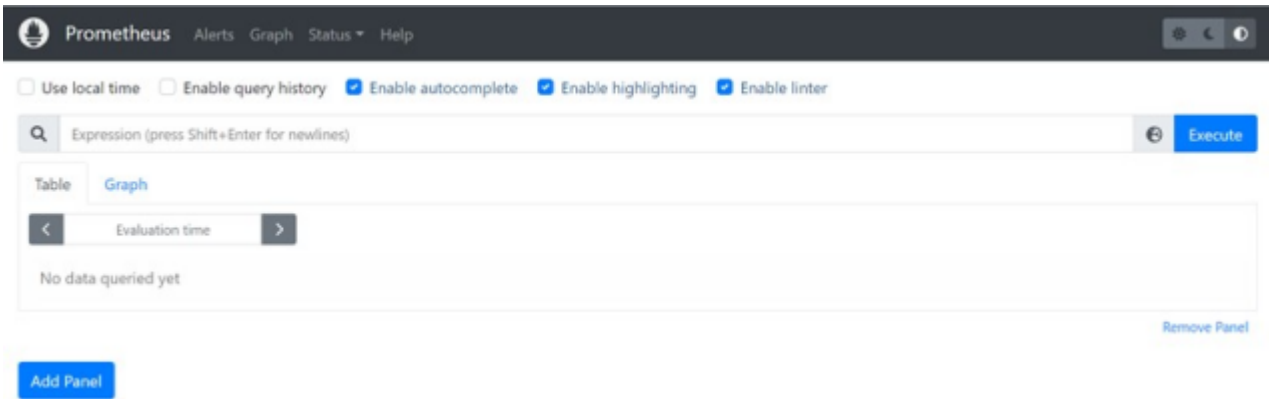 Prometheus Alerts Graph Status Help
Use local time Enable query history Enable autocomplete Enable highlighting Enable linter
Expression (press Shift+Enter for newlines) Execute
Table Graph
Evaluation time
No data queried yet
Remove Panel
Add Panel